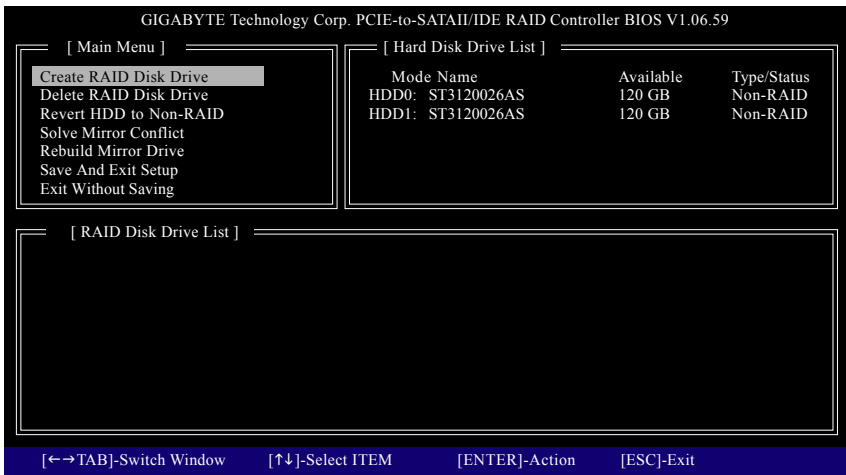 GIGABYTE Technology Corp. PCIE-to-SATAII/IDE RAID Controller BIOS V1.06.59
[ Main Menu ]
Create RAID Disk Drive
Delete RAID Disk Drive
Revert HDD to Non-RAID
Solve Mirror Conflict
Rebuild Mirror Drive
Save And Exit Setup
Exit Without Saving
[ Hard Disk Drive List ]
Mode Name Available Type/Status
HDD0: ST3120026AS 120 GB Non-RAID
HDD1: ST3120026AS 120 GB Non-RAID
[ RAID Disk Drive List ]
[←→TAB]-Switch Window [↑↓]-Select ITEM [ENTER]-Action [ESC]-Exit